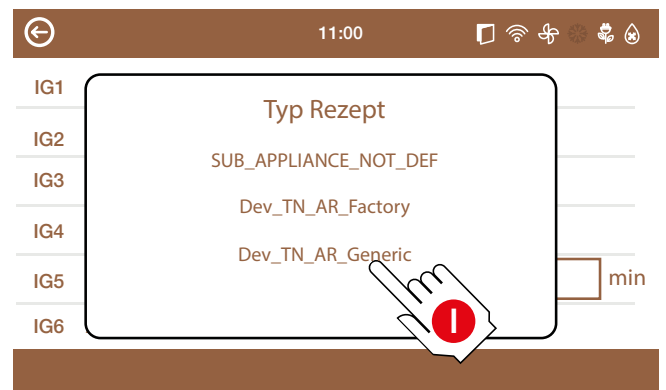 11:00
Typ Rezept
SUB_APPLIANCE_NOT_DEF
Dev_TN_AR_Factory
Dev_TN_AR_Generic
IG1
IG2
IG3
IG4
IG5
min
IG6
I